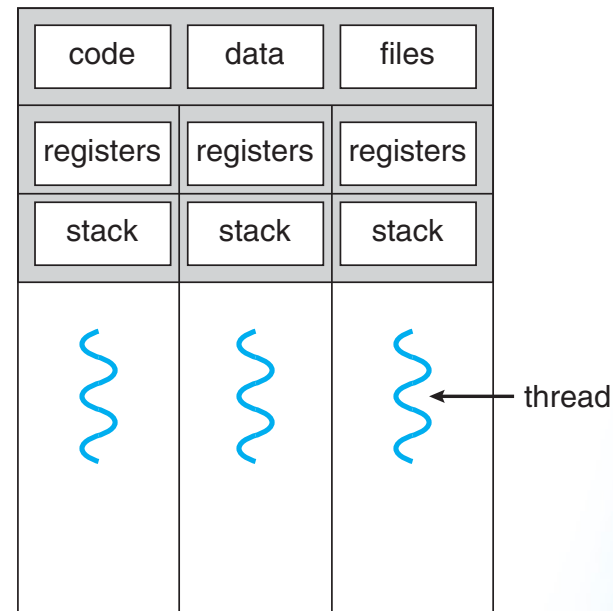 code data files
registers registers registers
stack stack stack
thread